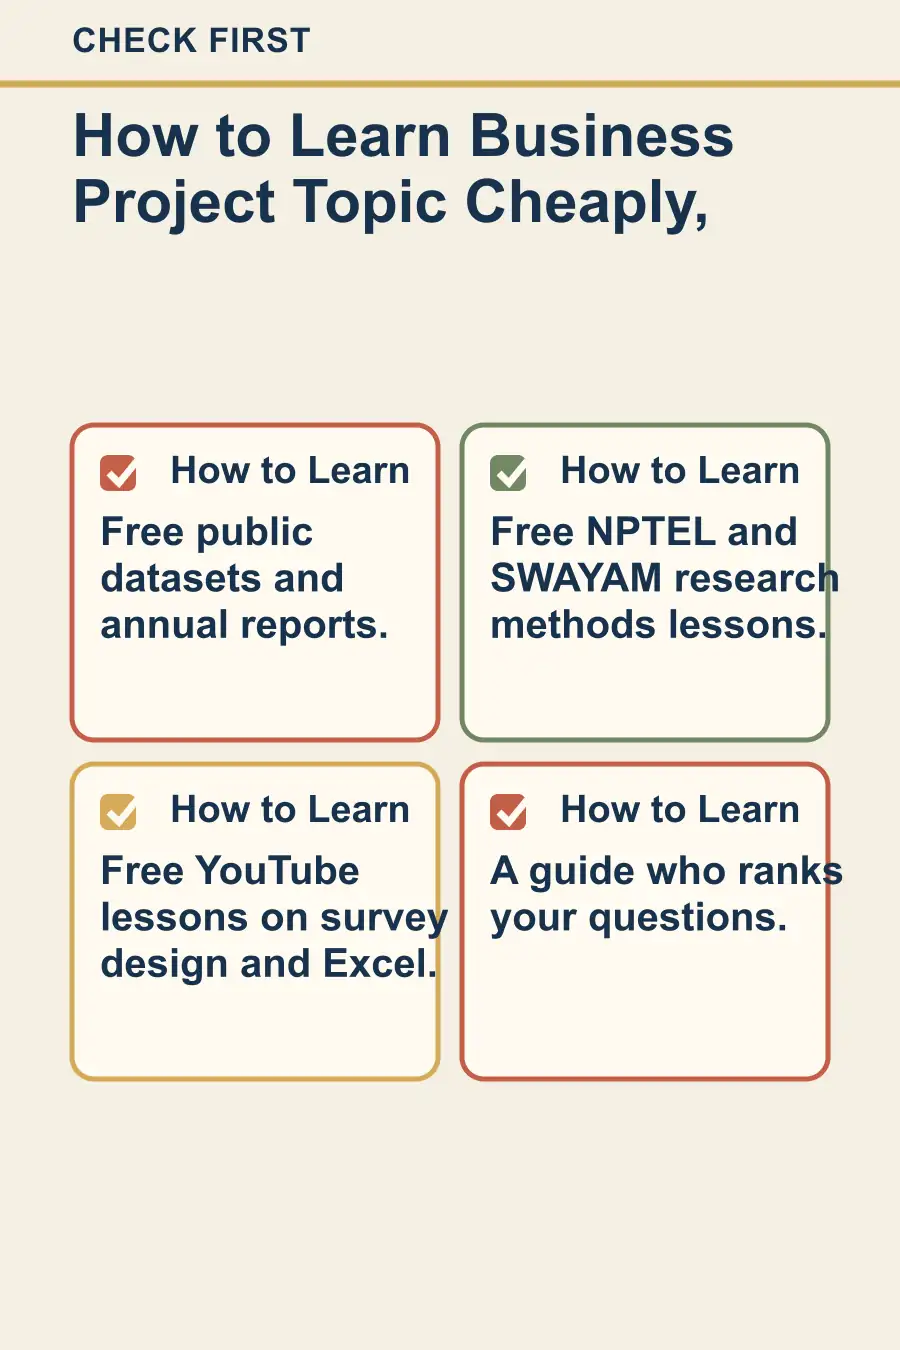 CHECK FIRST
How to Learn Business
Project Topic Cheaply,
How to Learn
Free public
datasets and
annual reports.
How to Learn
Free NPTEL and
SWAYAM research
methods lessons.
How to Learn
Free YouTube
lessons on survey
design and Excel.
How to Learn
A guide who ranks
your questions.